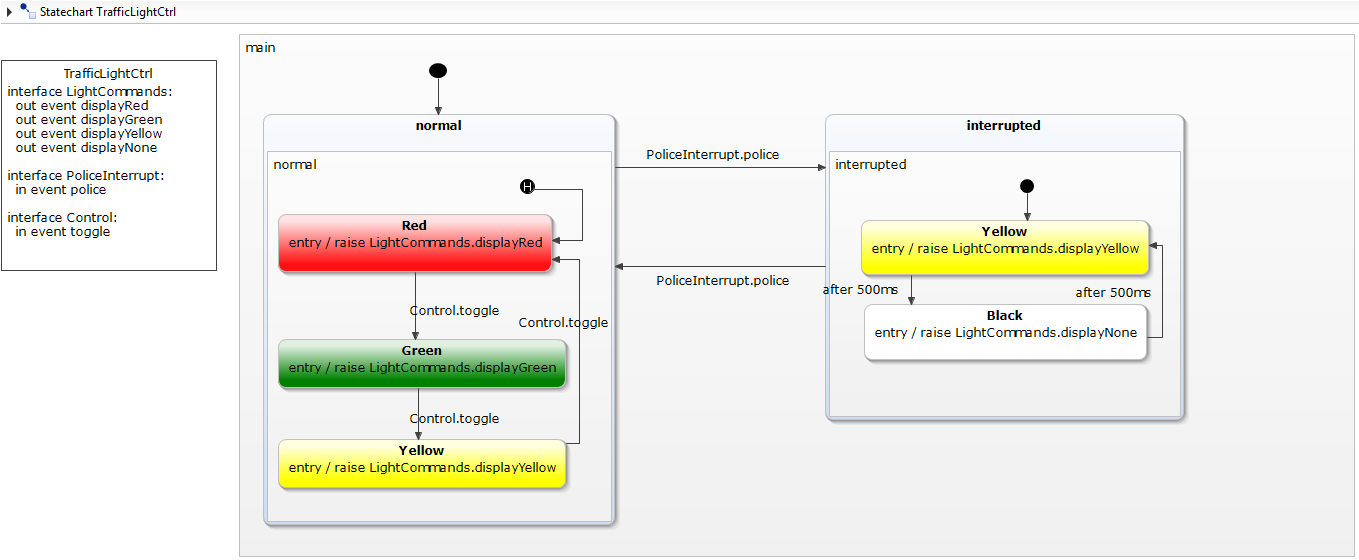 Statechart TrafficLightCtrl
TrafficLightCtrl
interface LightCommands:
out event displayRed
out event displayGreen
out event displayYellow
out event displayNone
interface PoliceInterrupt:
in event police
interface Control:
in event toggle
main
normal
normal
H
Red
entry / raise LightCommands.displayRed
Control.toggle
Control.toggle
Green
entry / raise LightCommands.displayGreen
Control.toggle
Yellow
entry / raise LightCommands.displayYellow
PoliceInterrupt.police
PoliceInterrupt.police
interrupted
interrupted
Yellow
entry / raise LightCommands.displayYellow
after 500ms
after 500ms
Black
entry / raise LightCommands.displayNone